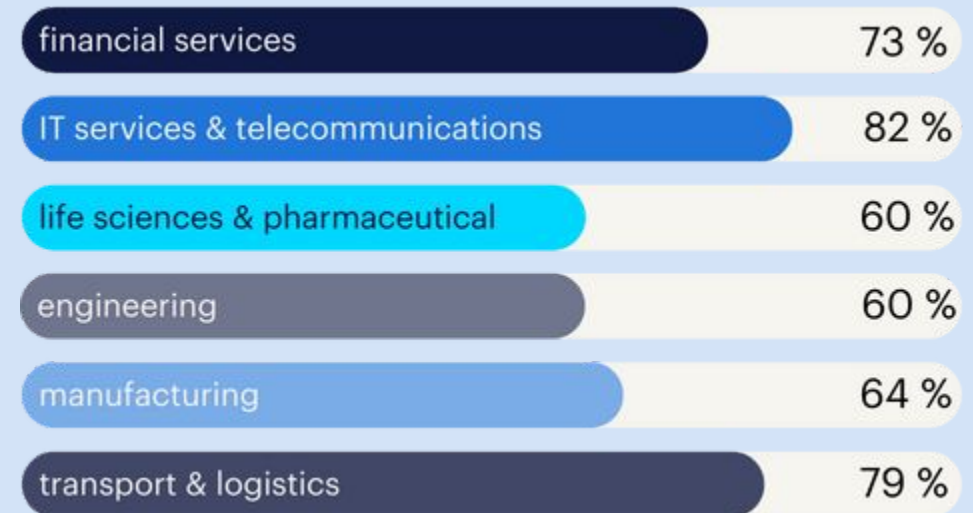 financial services 73 %
IT services & telecommunications 82 %
life sciences & pharmaceutical 60 %
engineering 60 %
manufacturing 64 %
transport & logistics 79 %